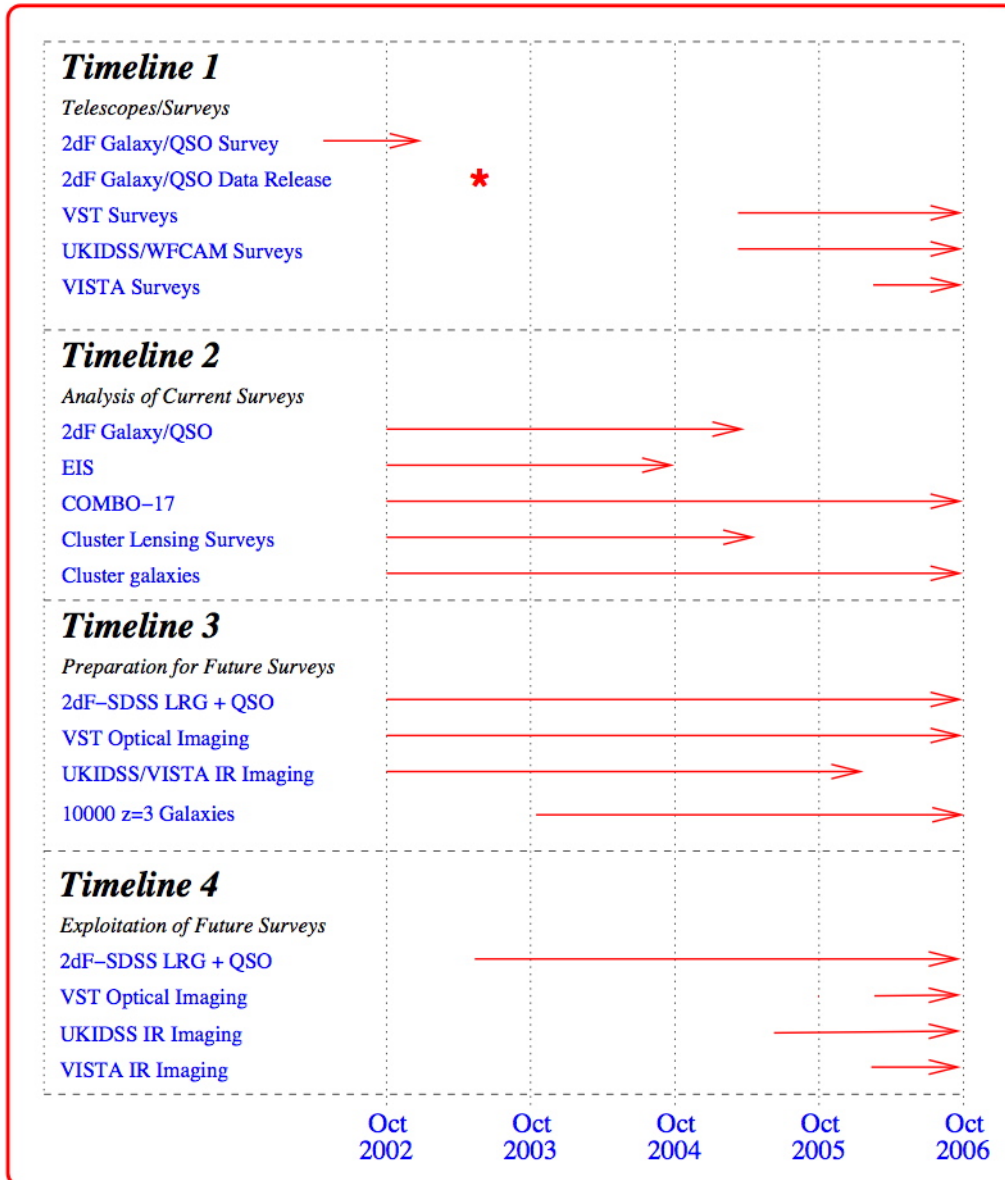 Timeline 1
Telescopes/Surveys
2dF Galaxy/QSO Survey
2dF Galaxy/QSO Data Release
*
VST Surveys
UKIDSS/WFCAM Surveys
VISTA Surveys
Timeline 2
Analysis of Current Surveys
2dF Galaxy/QSO
EIS
COMBO−17
Cluster Lensing Surveys
Cluster galaxies
Timeline 3
Preparation for Future Surveys
2dF−SDSS LRG + QSO
VST Optical Imaging
UKIDSS/VISTA IR Imaging
10000 z=3 Galaxies
Timeline 4
Exploitation of Future Surveys
2dF−SDSS LRG + QSO
VST Optical Imaging
UKIDSS IR Imaging
VISTA IR Imaging
Oct Oct Oct Oct Oct
2002 2003 2004 2005 2006